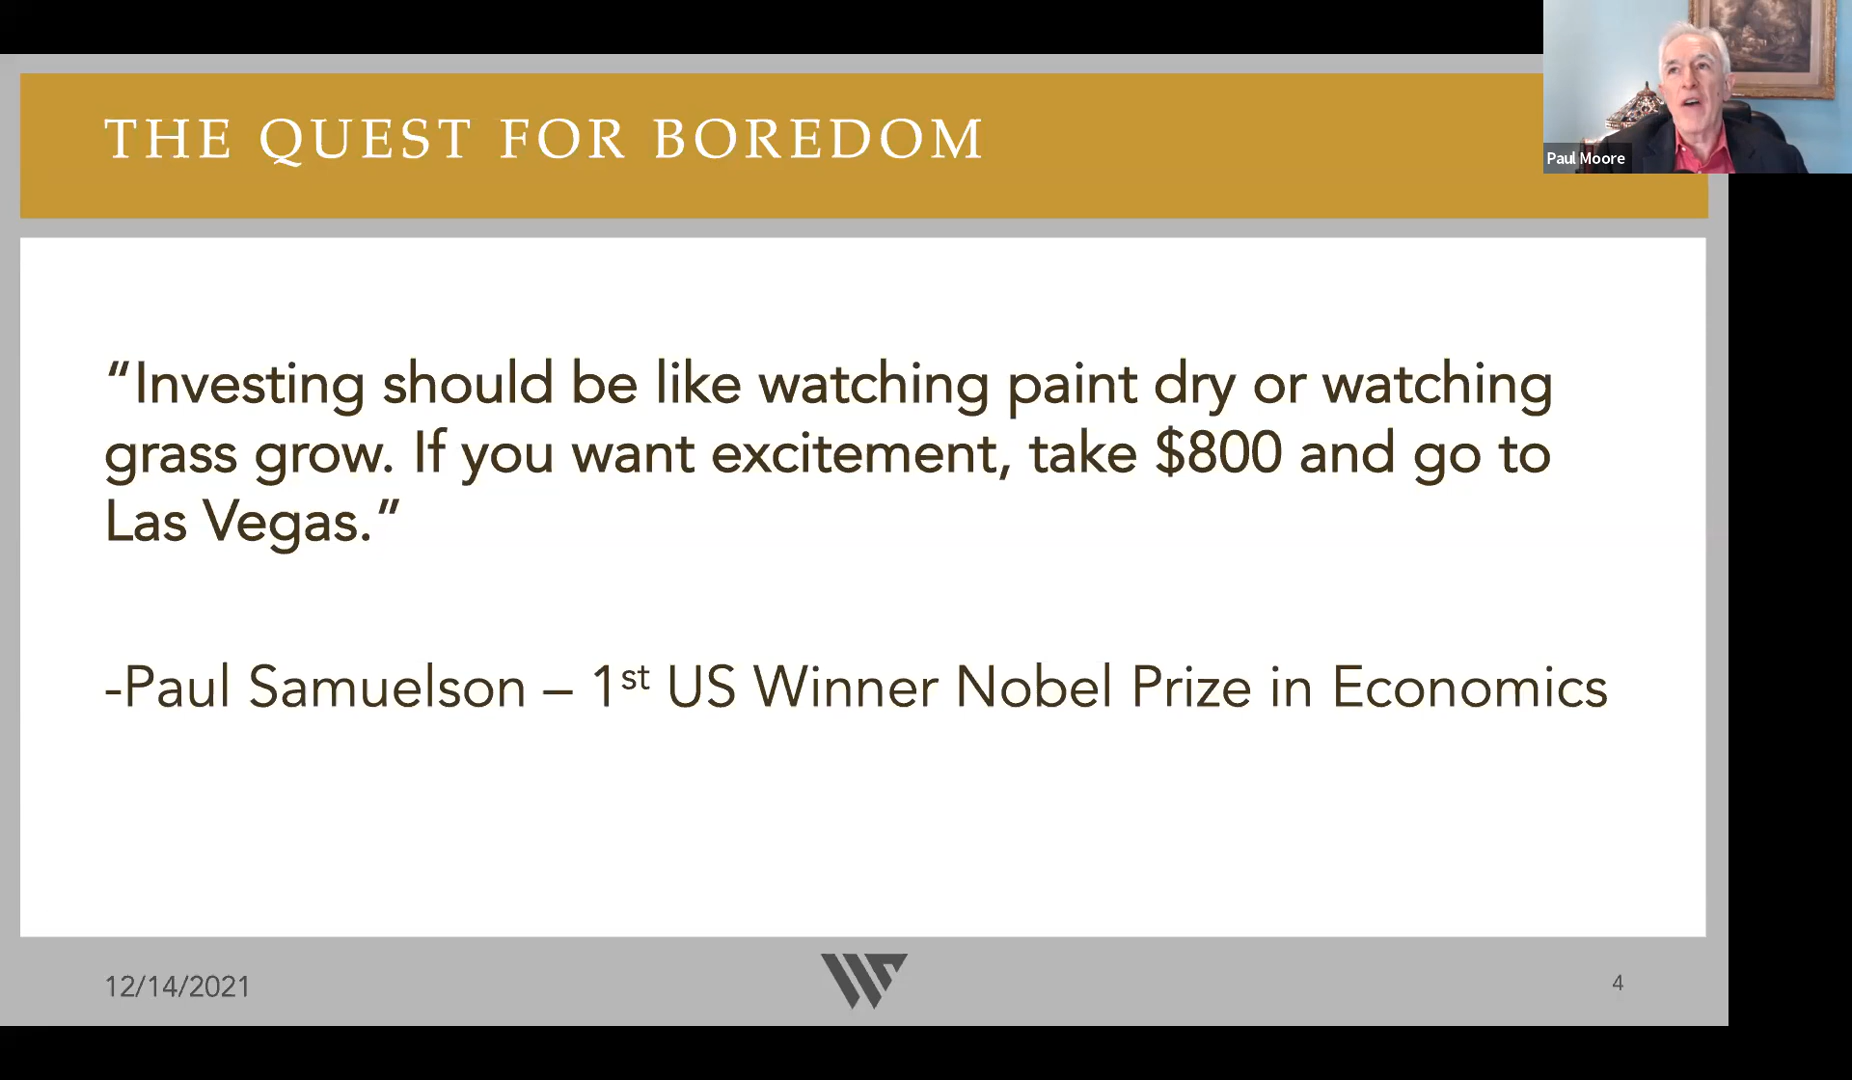 THE QUEST FOR BOREDOM
Paul Moore
“Investing should be like watching paint dry or watching
grass grow. If you want excitement, take $800 and go to
Las Vegas.”
-Paul Samuelson – 1st US Winner Nobel Prize in Economics
12/14/2021
4